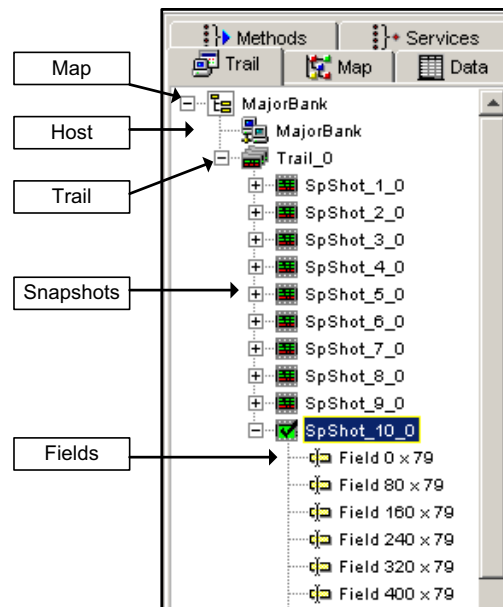 Methods Services
Trail Map Data
Map
MajorBank
Host
MajorBank
Trail
Trail_0
SpShot_1_0
SpShot_2_0
SpShot_3_0
SpShot_4_0
Snapshots
SpShot_5_0
SpShot_6_0
SpShot_7_0
SpShot_8_0
SpShot_9_0
SpShot_10_0
Fields
Field 0 x 79
Field 80 x 79
Field 160 x 79
Field 240 x 79
Field 320 x 79
Field 400 x 79